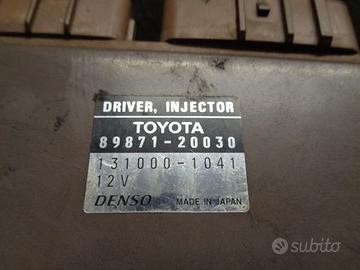 DRIVER, INJECTOR
TOYOTA
89871-20030
131000-1041
12V
DENSO MADE IN JAPAN
subito